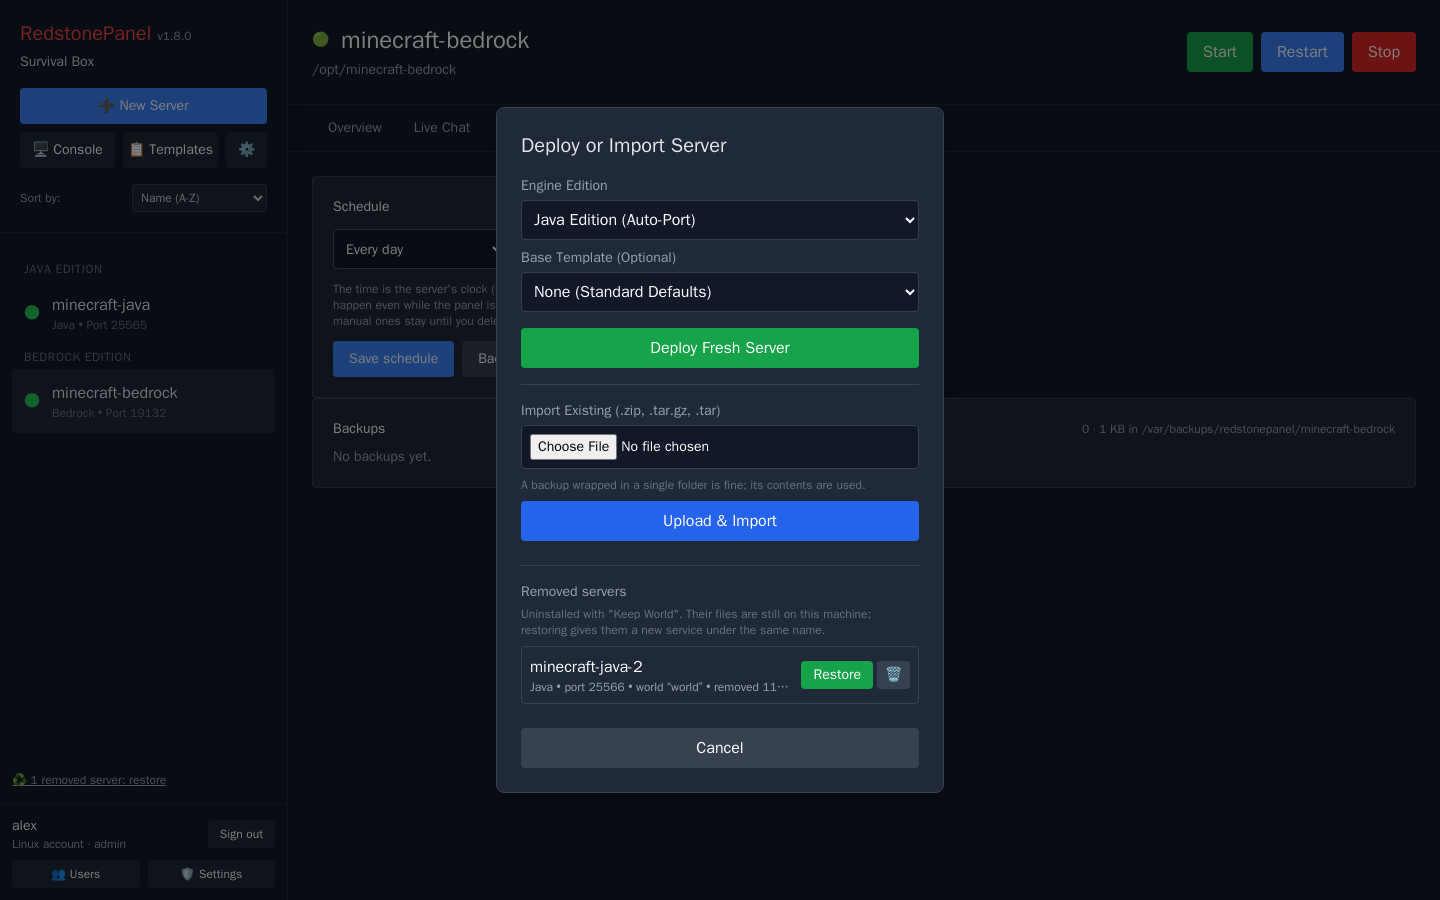 RedstonePanel v1.8.0
Survival Box
➕ New Server
🖥️ Console
📋 Templates
⚙️
Sort by:
Name (A-Z)
JAVA EDITION
minecraft-java
Java • Port 25565
BEDROCK EDITION
minecraft-bedrock
Bedrock • Port 19132
♻️ 1 removed server: restore
alex
Linux account · admin
Sign out
👥 Users
🛡️ Settings
minecraft-bedrock
/opt/minecraft-bedrock
Start
Restart
Stop
Overview
Live Chat
Schedule
Every day
The time is the server's clock
happen even while the panel is
manual ones stay until you
Save schedule
Backups
No backups yet.
0 · 1 KB in /var/backups/redstonepanel/minecraft-bedrock
Deploy or Import Server
Engine Edition
Java Edition (Auto-Port)
Base Template (Optional)
None (Standard Defaults)
Deploy Fresh Server
Import Existing (.zip, .tar.gz, .tar)
Choose File No file chosen
A backup wrapped in a single folder is fine; its contents are used.
Upload & Import
Removed servers
Uninstalled with "Keep World". Their files are still on this machine;
restoring gives them a new service under the same name.
minecraft-java-2
Java • port 25566 • world “world” • removed 11…
Restore
🗑️
Cancel